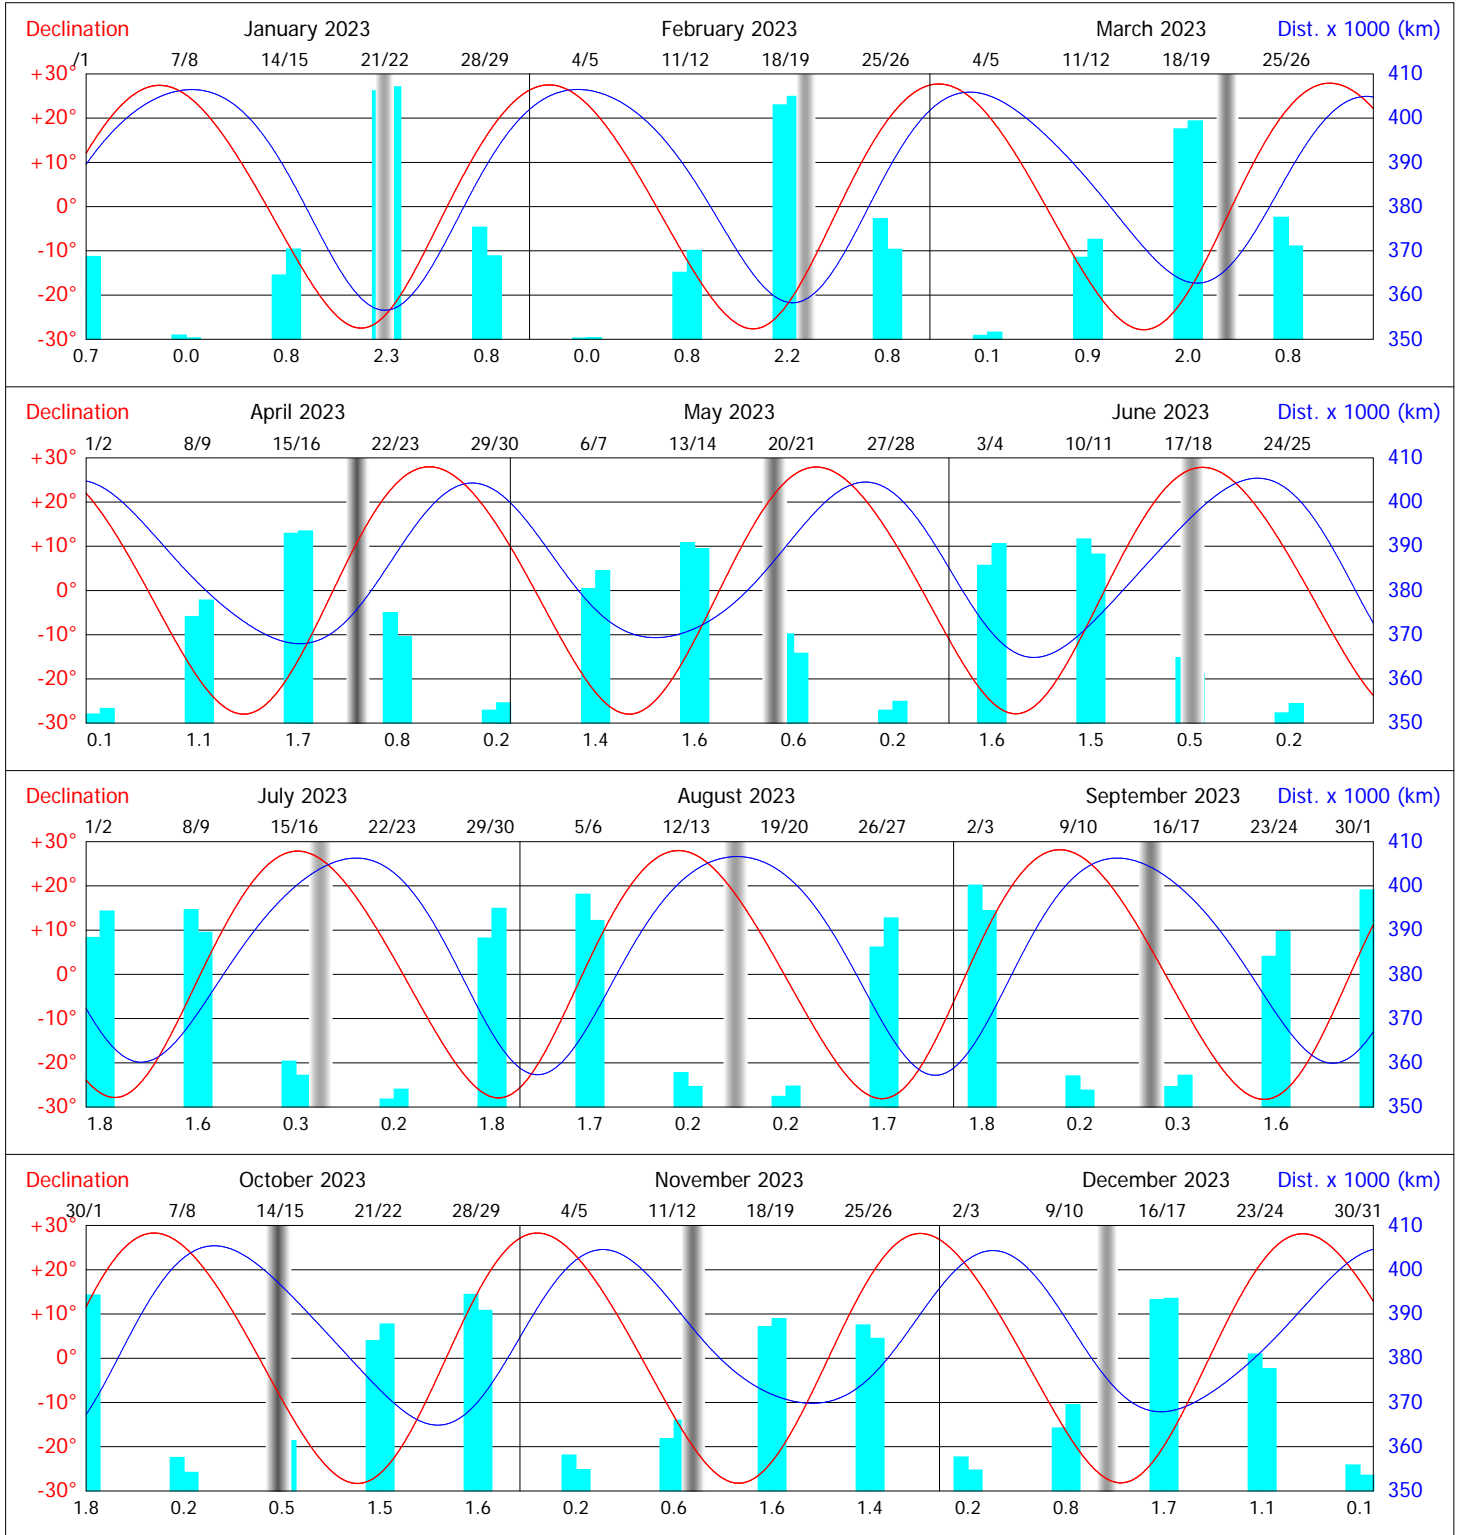 Declination January 2023 February 2023 March 2023 Dist. x 1000 (km)
/1 7/8 14/15 21/22 28/29 4/5 11/12 18/19 25/26 4/5 11/12 18/19 25/26
+30° 410
+20° 400
+10° 390
0° 380
-10° 370
-20° 360
-30° 350
0.7 0.0 0.8 2.3 0.8 0.0 0.8 2.2 0.8 0.1 0.9 2.0 0.8
Declination April 2023 May 2023 June 2023 Dist. x 1000 (km)
1/2 8/9 15/16 22/23 29/30 6/7 13/14 20/21 27/28 3/4 10/11 17/18 24/25
+30° 410
+20° 400
+10° 390
0° 380
-10° 370
-20° 360
-30° 350
0.1 1.1 1.7 0.8 0.2 1.4 1.6 0.6 0.2 1.6 1.5 0.5 0.2
Declination July 2023 August 2023 September 2023 Dist. x 1000 (km)
1/2 8/9 15/16 22/23 29/30 5/6 12/13 19/20 26/27 2/3 9/10 16/17 23/24 30/1
+30° 410
+20° 400
+10° 390
0° 380
-10° 370
-20° 360
-30° 350
1.8 1.6 0.3 0.2 1.8 1.7 0.2 0.2 1.7 1.8 0.2 0.3 1.6
Declination October 2023 November 2023 December 2023 Dist. x 1000 (km)
30/1 7/8 14/15 21/22 28/29 4/5 11/12 18/19 25/26 2/3 9/10 16/17 23/24 30/31
+30° 410
+20° 400
+10° 390
0° 380
-10° 370
-20° 360
-30° 350
1.8 0.2 0.5 1.5 1.6 0.2 0.6 1.6 1.4 0.2 0.8 1.7 1.1 0.1